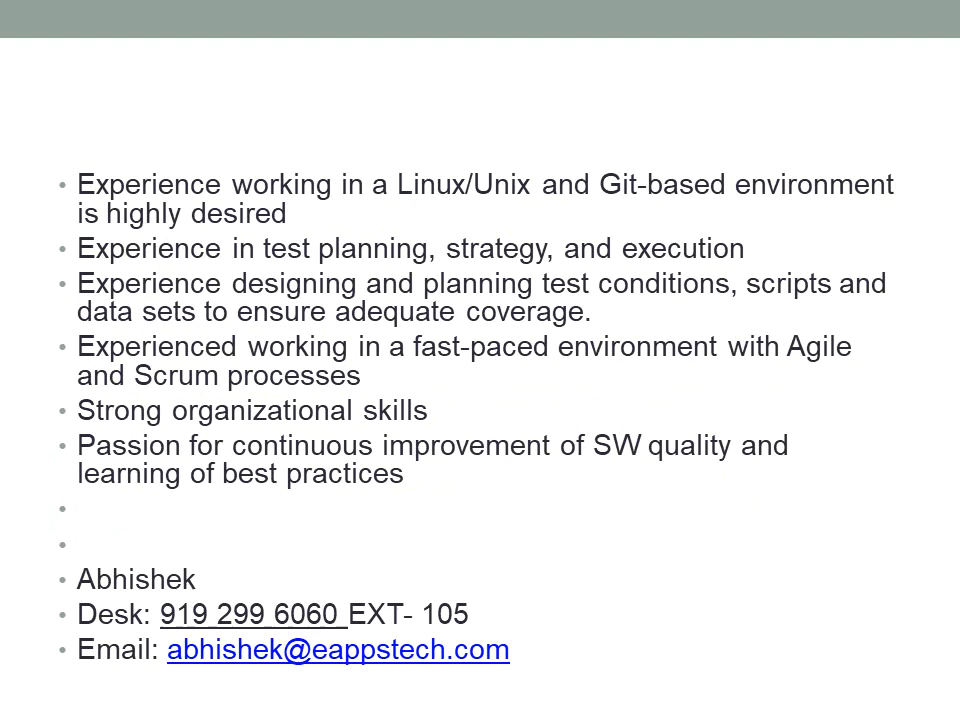 • Experience working in a Linux/Unix and Git-based environment
is highly desired
• Experience in test planning, strategy, and execution
• Experience designing and planning test conditions, scripts and
data sets to ensure adequate coverage.
• Experienced working in a fast-paced environment with Agile
and Scrum processes
• Strong organizational skills
• Passion for continuous improvement of SW quality and
learning of best practices
•
•
• Abhishek
• Desk: 919 299 6060 EXT- 105
• Email: abhishek@eappstech.com